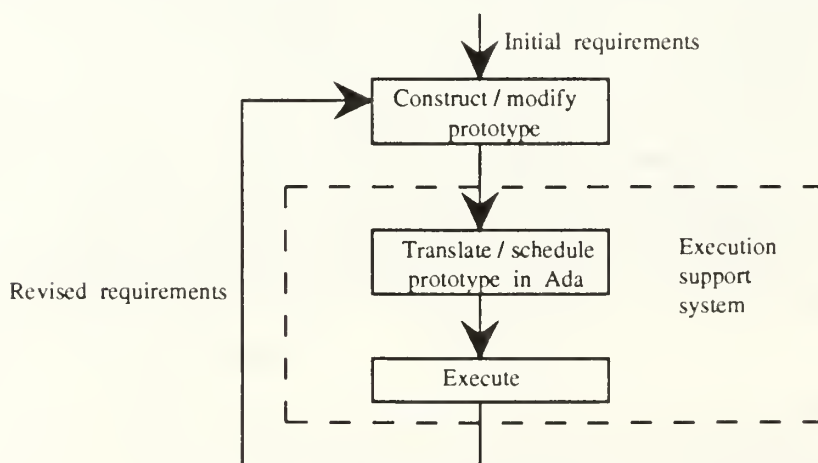 Initial requirements
Construct / modify
prototype
Translate / schedule
prototype in Ada
Execution
support
system
Revised requirements
Execute